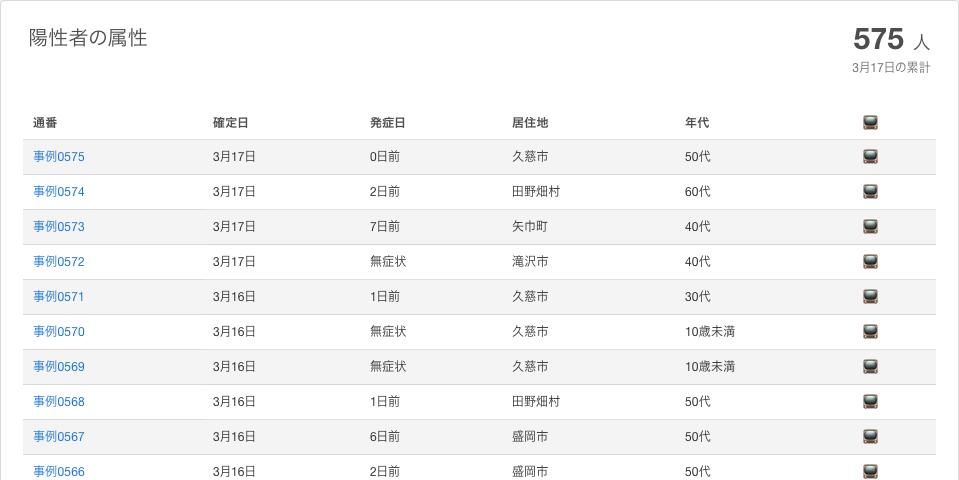 陽性者の属性
575 人
3月17日の累計
通番 確定日 発症日 居住地 年代
事例0575 3月17日 0日前 久慈市 50代
事例0574 3月17日 2日前 田野畑村 60代
事例0573 3月17日 7日前 矢巾町 40代
事例0572 3月17日 無症状 滝沢市 40代
事例0571 3月16日 1日前 久慈市 30代
事例0570 3月16日 無症状 久慈市 10歳未満
事例0569 3月16日 無症状 久慈市 10歳未満
事例0568 3月16日 1日前 田野畑村 50代
事例0567 3月16日 6日前 盛岡市 50代
事例0566 3月16日 2日前 盛岡市 50代